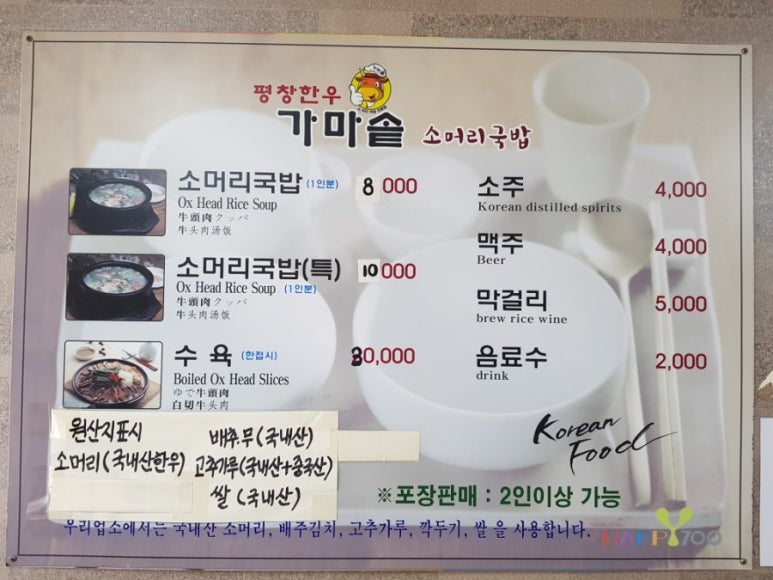 평창한우
가마솥 소머리국밥
소머리국밥 (1인분) 8 000
Ox Head Rice Soup
牛頭肉クッパ
牛头肉汤饭
소머리국밥(특) 10 000
Ox Head Rice Soup (1인분)
牛頭肉クッパ
牛头肉汤饭
수 육 (한접시) 30,000
Boiled Ox Head Slices
ゆで牛頭肉
白切牛头肉
소주 4,000
Korean distilled spirits
맥주 4,000
Beer
막걸리 5,000
brew rice wine
음료수 2,000
drink
Korean
Food
원산지표시
소머리(국내산한우)
배추.무(국내산)
고추가루(국내산+중국산)
쌀(국내산)
※포장판매 : 2인이상 가능
우리업소에서는 국내산 소머리, 배추김치, 고추가루, 깍두기, 쌀 을 사용합니다.
HAPPY700